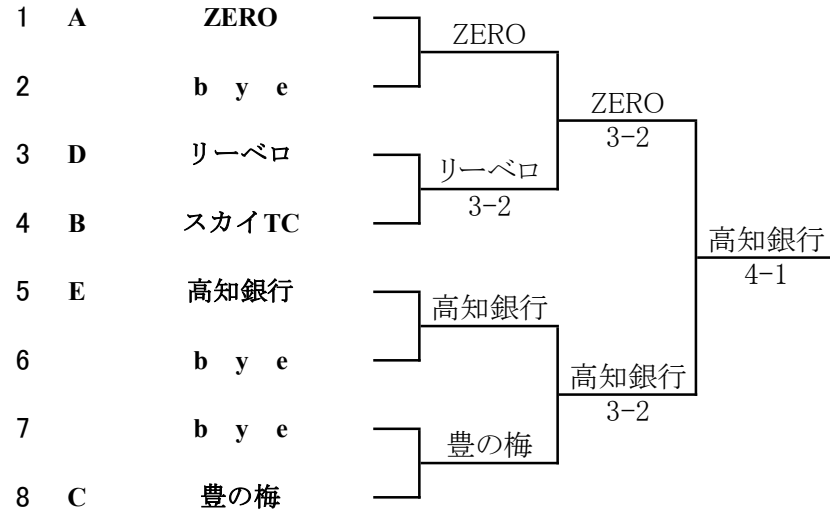 1 A ZERO
ZERO
2 b y e
ZERO
3-2
3 D リーベロ
リーベロ
3-2
4 B スカイTC
高知銀行
4-1
5 E 高知銀行
高知銀行
6 b y e
高知銀行
3-2
7 b y e
豊の梅
8 C 豊の梅